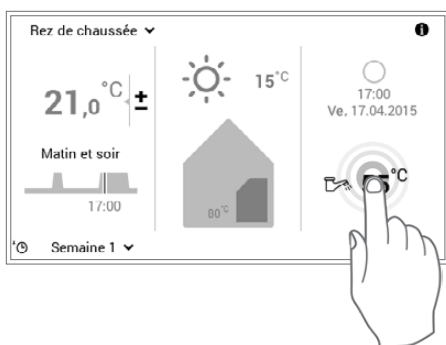 Rez de chaussée
21,0°C ±
Matin et soir
17:00
Semaine 1
15°C
80°C
17:00
Ve, 17.04.2015
°C